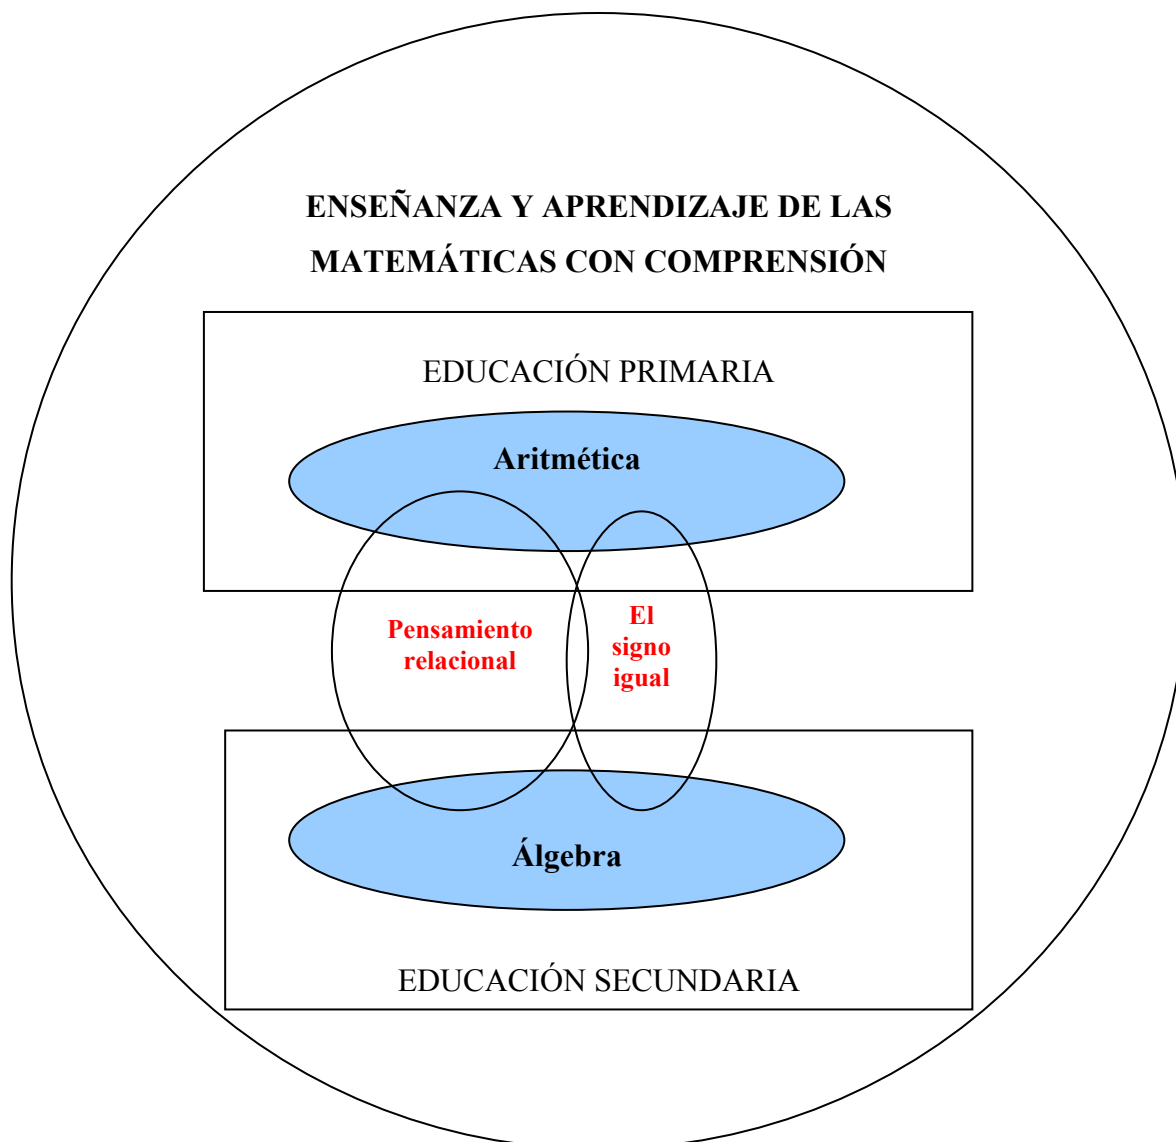 ENSEÑANZA Y APRENDIZAJE DE LAS
MATEMÁTICAS CON COMPRENSIÓN
EDUCACIÓN PRIMARIA
Aritmética
Pensamiento
relacional
El
signo
igual
Álgebra
EDUCACIÓN SECUNDARIA